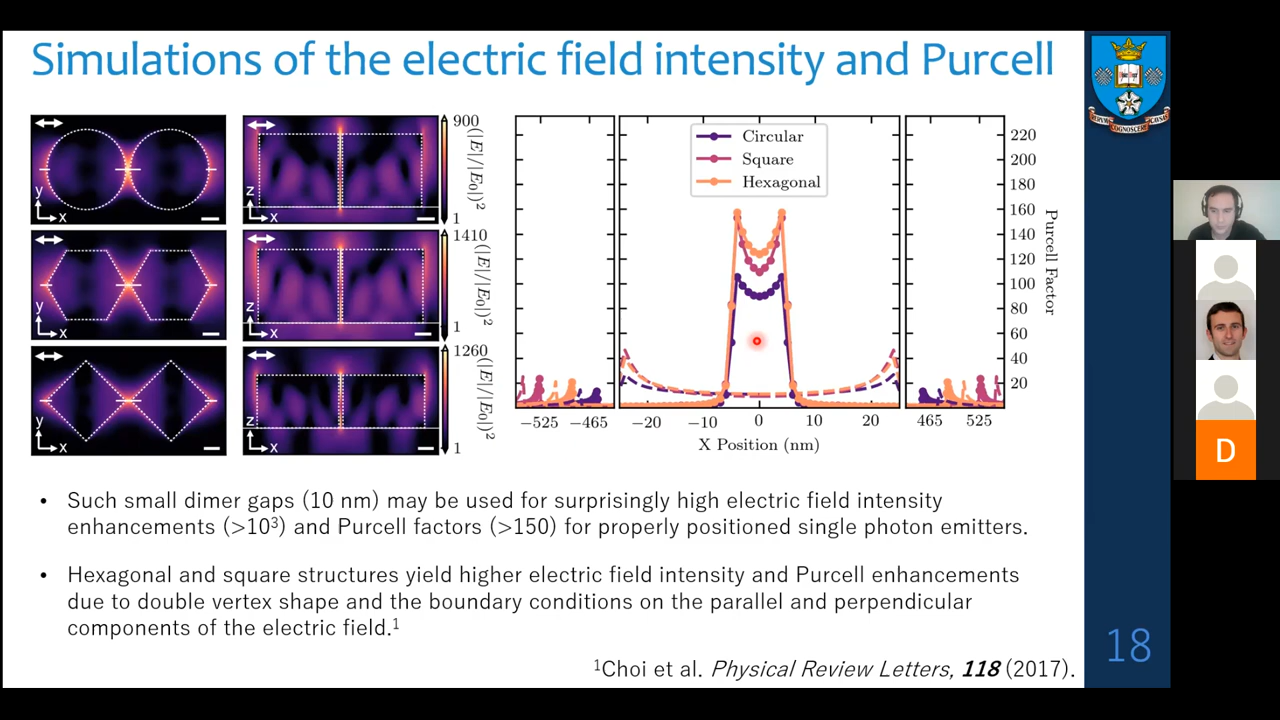 Simulations of the electric field intensity and Purcell
y
x
z
x
900
1
(|E|/|E₀|)²
y
x
z
x
1410
1
(|E|/|E₀|)²
y
x
z
x
1260
1
(|E|/|E₀|)²
Circular
Square
Hexagonal
220
200
180
160
140
120
100
80
60
40
20
Purcell Factor
−525 −465 −20 −10 0 10 20 465 525
X Position (nm)
• Such small dimer gaps (10 nm) may be used for surprisingly high electric field intensity
enhancements (>10³) and Purcell factors (>150) for properly positioned single photon emitters.
• Hexagonal and square structures yield higher electric field intensity and Purcell enhancements
due to double vertex shape and the boundary conditions on the parallel and perpendicular
components of the electric field.¹
¹Choi et al. Physical Review Letters, 118 (2017).
18
D